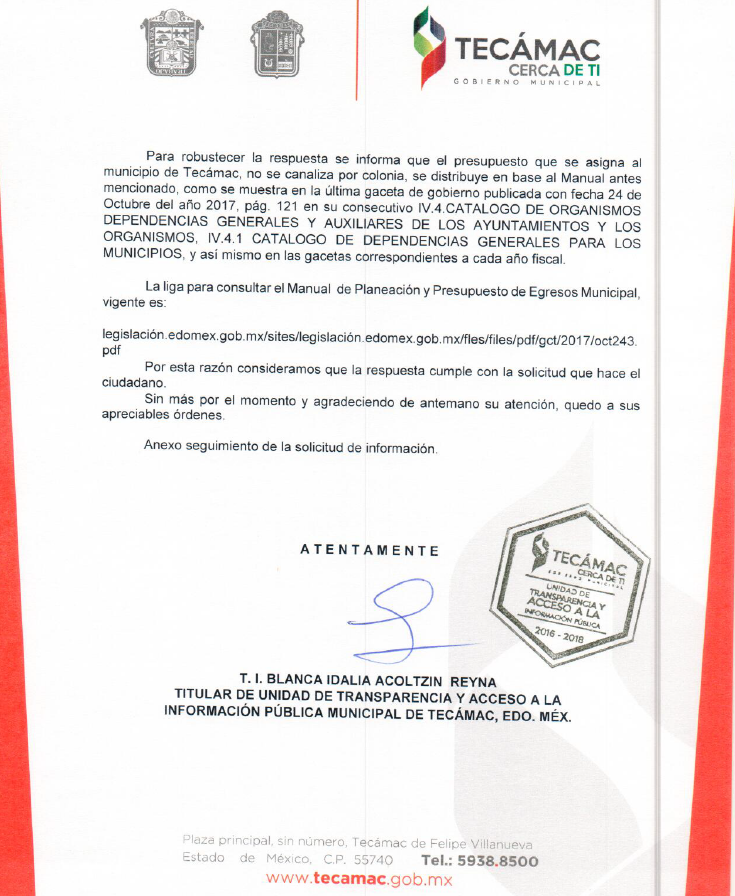 TECÁMAC
CERCA DE TI
GOBIERNO MUNICIPAL
Para robustecer la respuesta se informa que el presupuesto que se asigna al
municipio de Tecámac, no se canaliza por colonia, se distribuye en base al Manual antes
mencionado, como se muestra en la última gaceta de gobierno publicada con fecha 24 de
Octubre del año 2017, pág. 121 en su consecutivo IV.4.CATALOGO DE ORGANISMOS
DEPENDENCIAS GENERALES Y AUXILIARES DE LOS AYUNTAMIENTOS Y LOS
ORGANISMOS, IV.4.1 CATALOGO DE DEPENDENCIAS GENERALES PARA LOS
MUNICIPIOS, y así mismo en las gacetas correspondientes a cada año fiscal.
La liga para consultar el Manual de Planeación y Presupuesto de Egresos Municipal,
vigente es:
legislación.edomex.gob.mx/sites/legislación.edomex.gob.mx/fles/files/pdf/gct/2017/oct243.
pdf
Por esta razón consideramos que la respuesta cumple con la solicitud que hace el
ciudadano.
Sin más por el momento y agradeciendo de antemano su atención, quedo a sus
apreciables órdenes.
Anexo seguimiento de la solicitud de información.
ATENTAMENTE
TECÁMAC
CERCA DE TI
UNIDAD DE
TRANSPARENCIA Y
ACCESO A LA
INFORMACIÓN PÚBLICA
2016 - 2018
T. I. BLANCA IDALIA ACOLTZIN REYNA
TITULAR DE UNIDAD DE TRANSPARENCIA Y ACCESO A LA
INFORMACIÓN PÚBLICA MUNICIPAL DE TECÁMAC, EDO. MÉX.
Plaza principal, sin número, Tecámac de Felipe Villanueva
Estado de México, C.P. 55740 Tel.: 5938.8500
www.tecamac.gob.mx